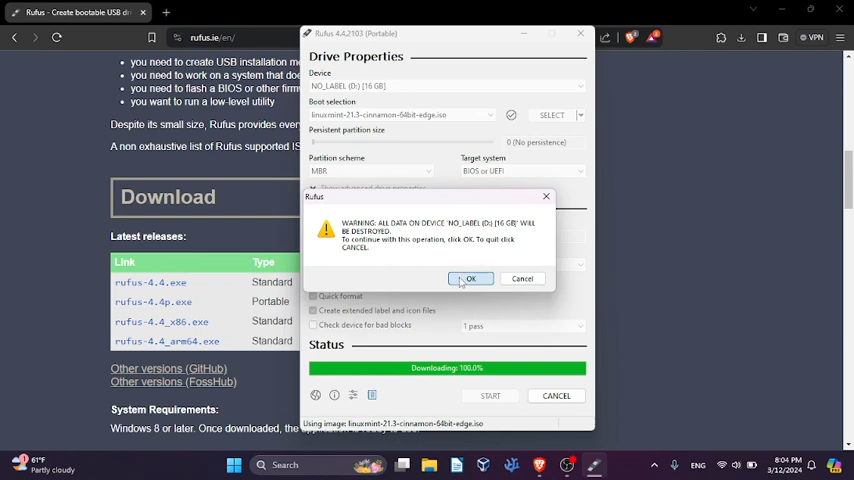 Rufus - Create bootable USB dri
rufus.ie/en/
VPN
you need to create USB installation me
you need to work on a system that doe
you need to flash a BIOS or other firm
you want to run a low-level utility
Despite its small size, Rufus provides every
A non exhaustive list of Rufus supported IS
Download
Latest releases:
Link Type
rufus-4.4.exe Standard
rufus-4.4p.exe Portable
rufus-4.4_x86.exe Standard
rufus-4.4_arm64.exe Standard
Other versions (GitHub)
Other versions (FossHub)
System Requirements:
Windows 8 or later. Once downloaded, the
Rufus 4.4.2103 (Portable)
Drive Properties
Device
NO_LABEL (D:) [16 GB]
Boot selection
linuxmint-21.3-cinnamon-64bit-edge.iso
SELECT
Persistent partition size
0 (No persistence)
Partition scheme Target system
MBR BIOS or UEFI
Rufus
WARNING: ALL DATA ON DEVICE 'NO_LABEL (D:) [16 GB]' WILL
BE DESTROYED.
To continue with this operation, click OK. To quit click
CANCEL.
OK Cancel
Quick format
Create extended label and icon files
Check device for bad blocks 1 pass
Status
Downloading: 100.0%
START CANCEL
Using image: linuxmint-21.3-cinnamon-64bit-edge.iso
61°F
Partly cloudy
Search
ENG
8:04 PM
3/12/2024